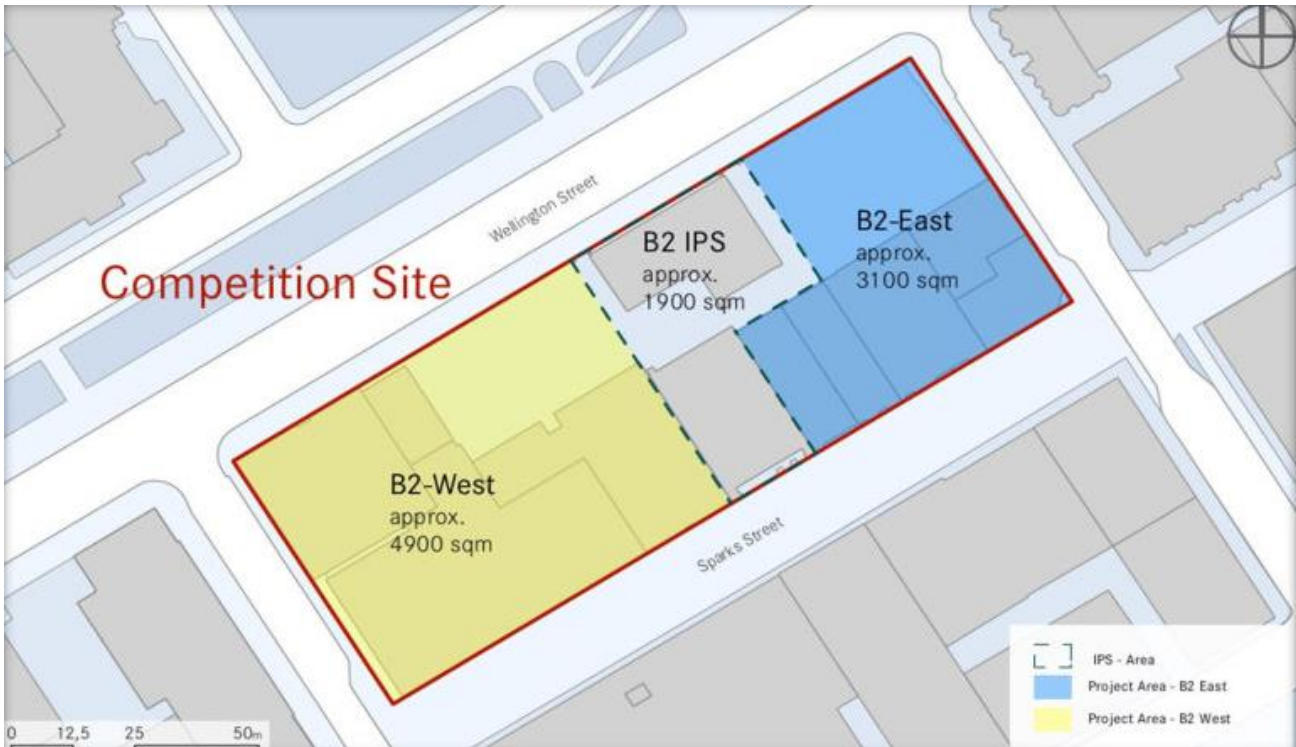 Wellington Street
B2-East
approx.
3100 sqm
B2 IPS
approx.
1900 sqm
Competition Site
B2-West
approx.
4900 sqm
Sparks Street
IPS - Area
Project Area - B2 East
Project Area - B2 West
0 12,5 25 50m